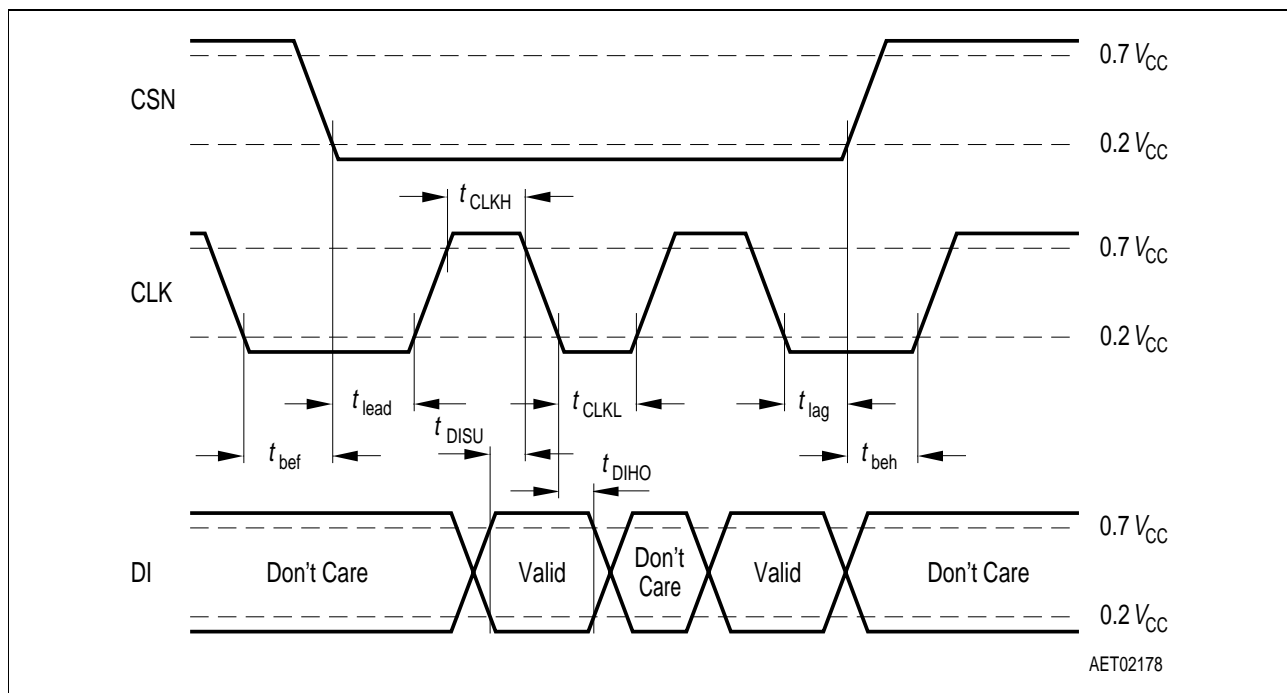 0.7 VCC
CSN
0.2 VCC
tCLKH
0.7 VCC
CLK
0.2 VCC
tlead
tCLKL
tlag
tDISU
tbef
tbeh
tDIHO
0.7 VCC
DI
Don't Care
Valid
Don't
Care
Valid
Don't Care
0.2 VCC
AET02178